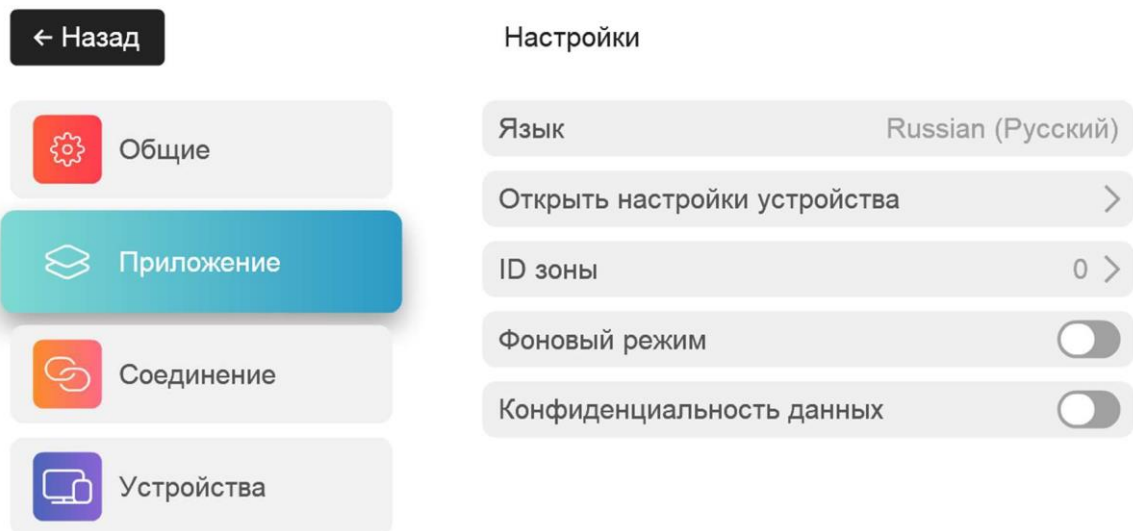 ← Назад
Настройки
Общие
Приложение
Соединение
Устройства
Язык Russian (Русский)
Открыть настройки устройства >
ID зоны 0 >
Фоновый режим
Конфиденциальность данных